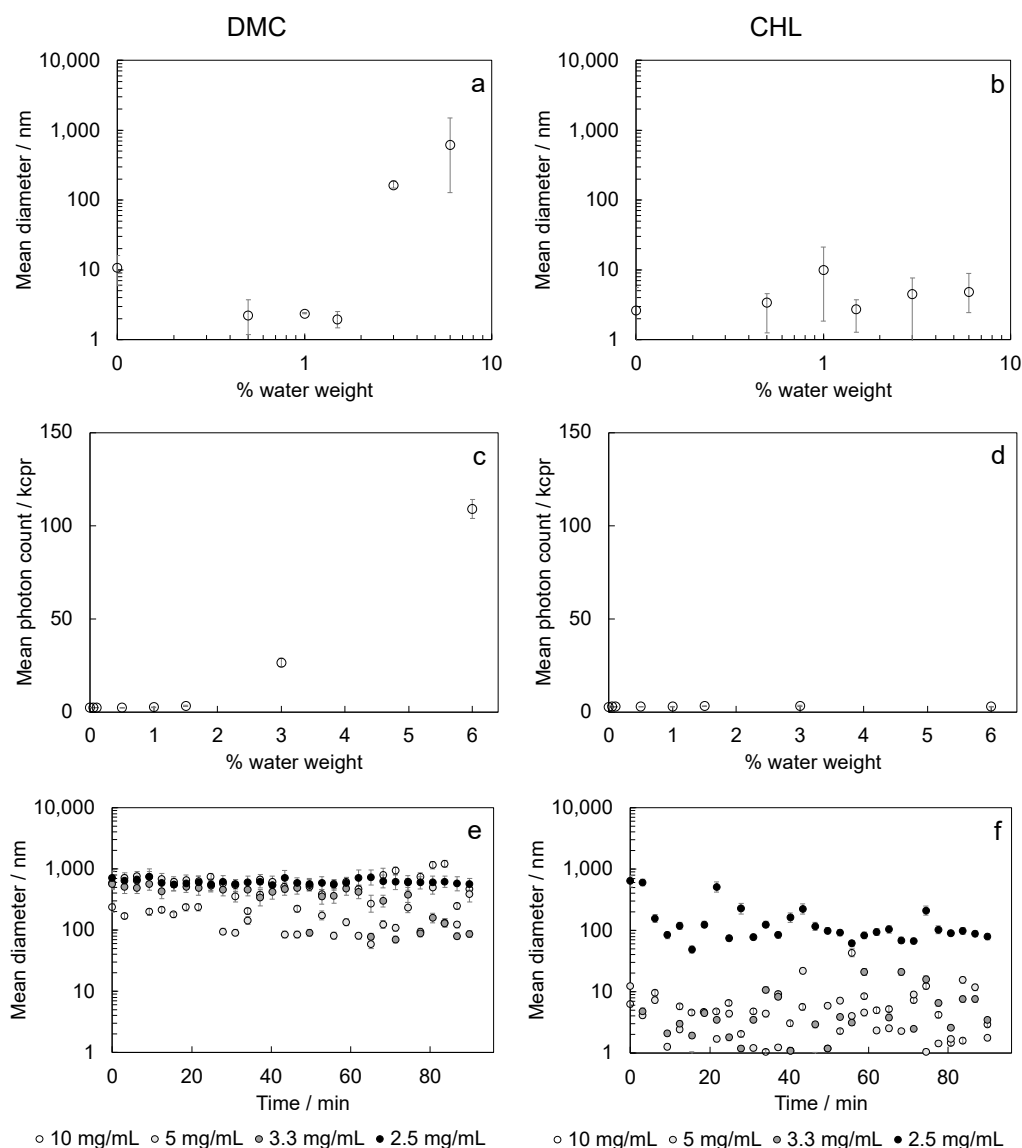 DMC
CHL
10,000
1,000
100
10
1
Mean diameter / nm
a
0
1
10
% water weight
10,000
1,000
100
10
1
Mean diameter / nm
b
0
1
10
% water weight
150
100
50
0
Mean photon count / kcpr
c
0 1 2 3 4 5 6
% water weight
150
100
50
0
Mean photon count / kcpr
d
0 1 2 3 4 5 6
% water weight
10,000
1,000
100
10
1
Mean diameter / nm
e
0 20 40 60 80
Time / min
10,000
1,000
100
10
1
Mean diameter / nm
f
0 20 40 60 80
Time / min
10 mg/mL 5 mg/mL 3.3 mg/mL 2.5 mg/mL
10 mg/mL 5 mg/mL 3.3 mg/mL 2.5 mg/mL